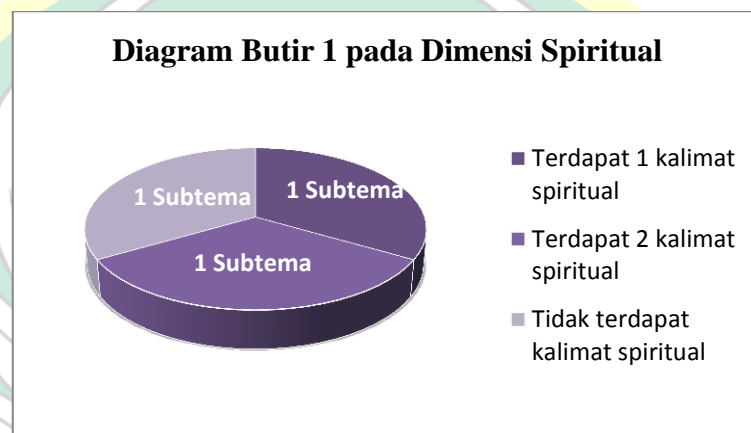 Diagram Butir 1 pada Dimensi Spiritual
1 Subtema
1 Subtema
1 Subtema
Terdapat 1 kalimat
spiritual
Terdapat 2 kalimat
spiritual
Tidak terdapat
kalimat spiritual